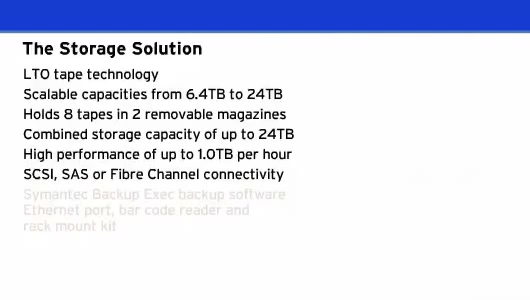 The Storage Solution
LTO tape technology
Scalable capacities from 6.4TB to 24TB
Holds 8 tapes in 2 removable magazines
Combined storage capacity of up to 24TB
High performance of up to 1.0TB per hour
SCSI, SAS or Fibre Channel connectivity
Symantec Backup Exec backup software
Ethernet port, bar code reader and
rack mount kit